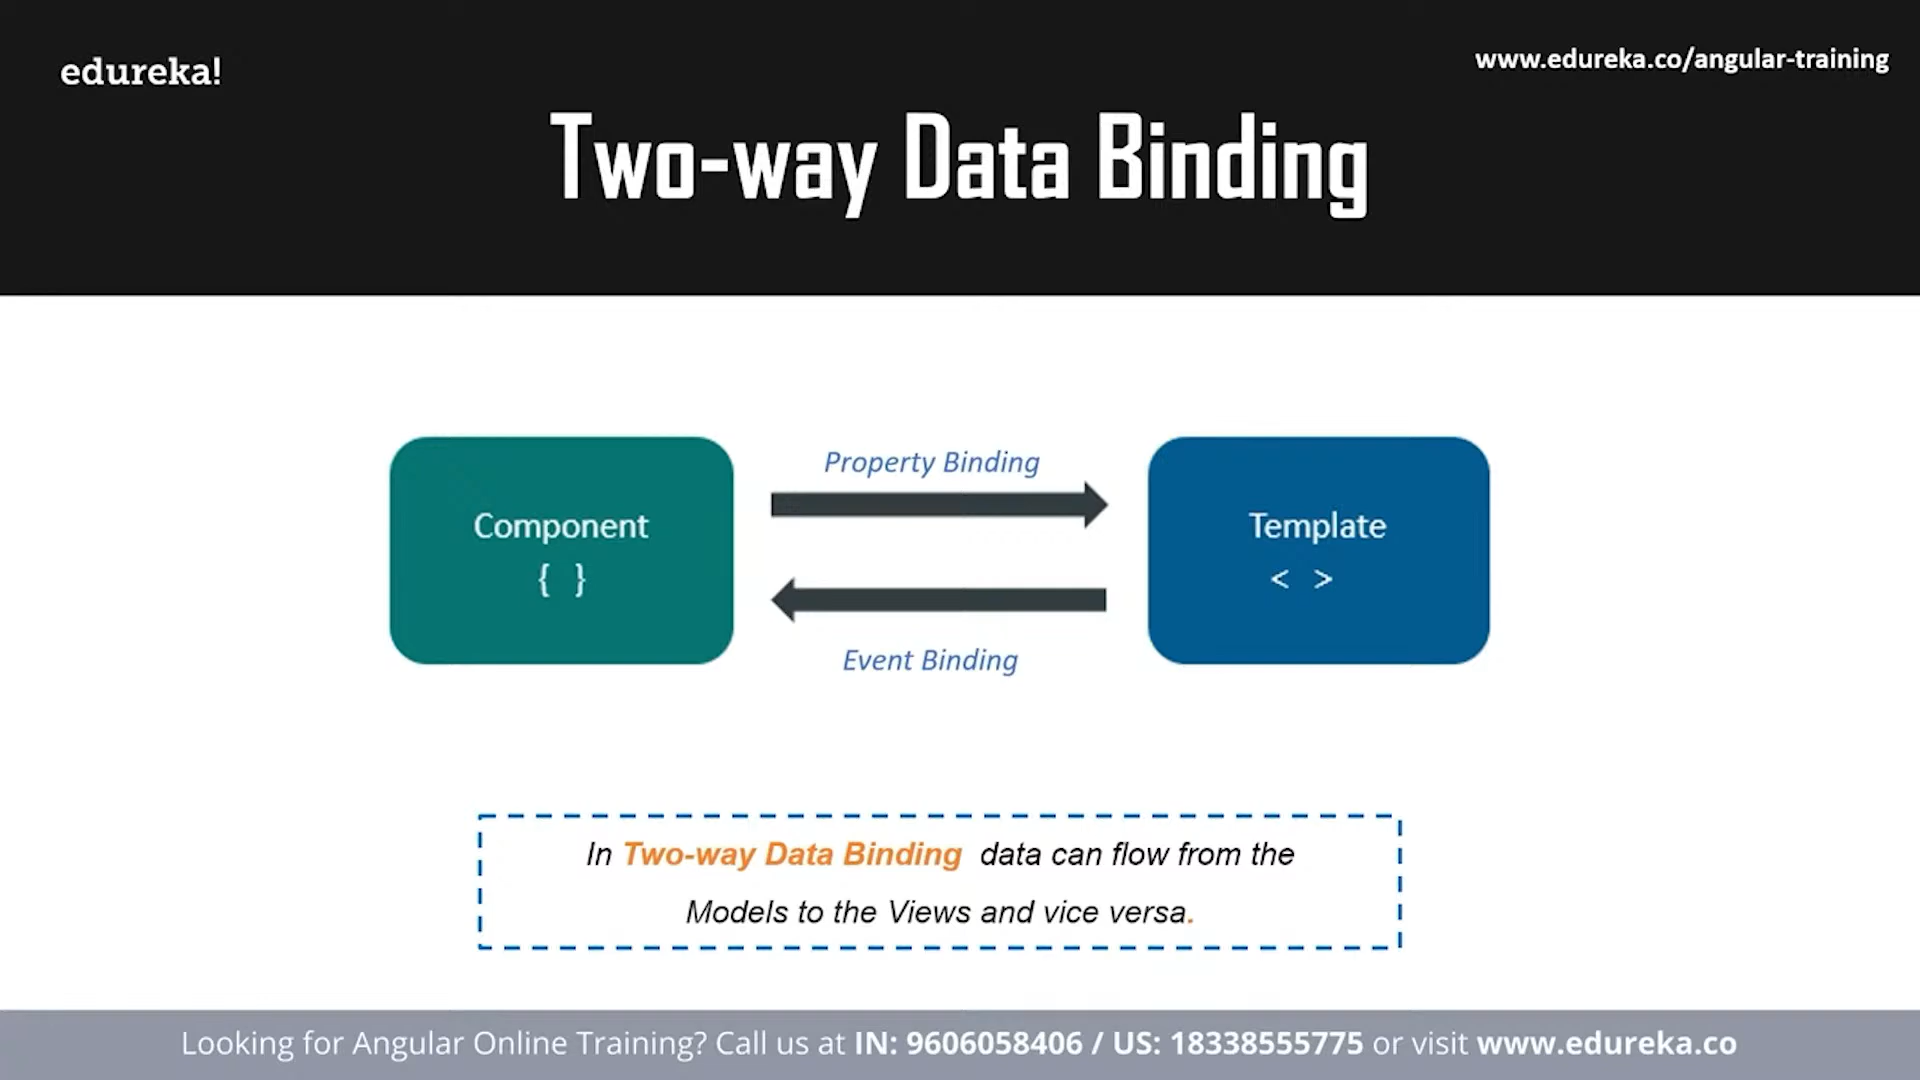 edureka!
www.edureka.co/angular-training
Two-way Data Binding
Property Binding
Component
{ }
Template
< >
Event Binding
In Two-way Data Binding data can flow from the
Models to the Views and vice versa.
Looking for Angular Online Training? Call us at IN: 9606058406 / US: 18338555775 or visit www.edureka.co